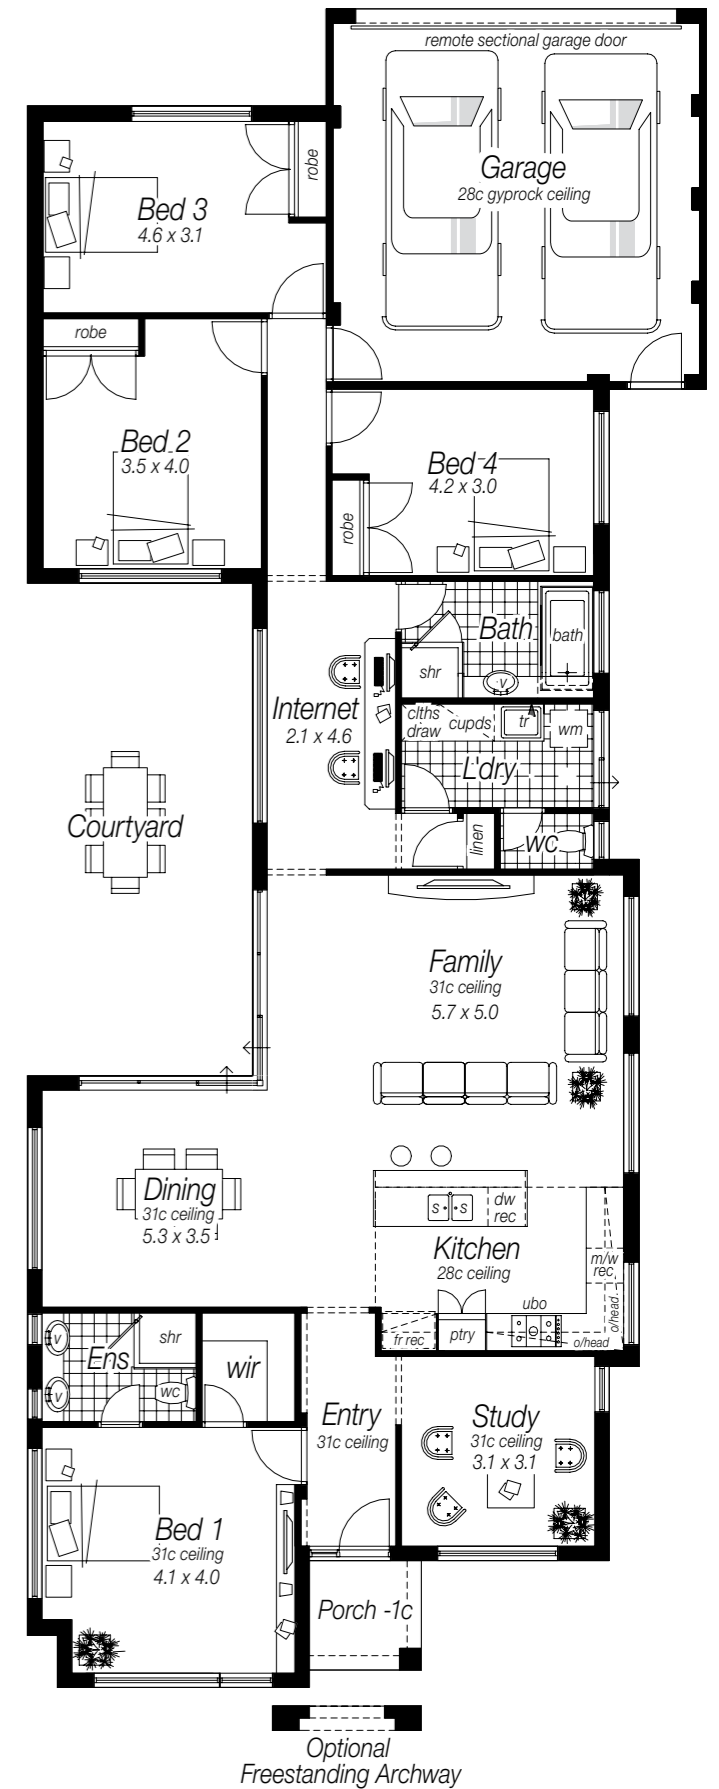 remote sectional garage door
Garage
28c gyprock ceiling
robe
Bed 3
4.6 x 3.1
robe
Bed 2
3.5 x 4.0
Bed 4
4.2 x 3.0
robe
Bath
bath
shr
v
Internet
2.1 x 4.6
clths
draw
cupds
tr
wm
L'dry
linen
wc
Courtyard
Family
31c ceiling
5.7 x 5.0
Dining
31c ceiling
5.3 x 3.5
s s
dw
rec
Kitchen
28c ceiling
m/w
rec
ubo
o/head
fr rec
ptry
o/head
v
shr
Ens
wir
v
wc
Entry
31c ceiling
Study
31c ceiling
3.1 x 3.1
Bed 1
31c ceiling
4.1 x 4.0
Porch -1c
Optional
Freestanding Archway